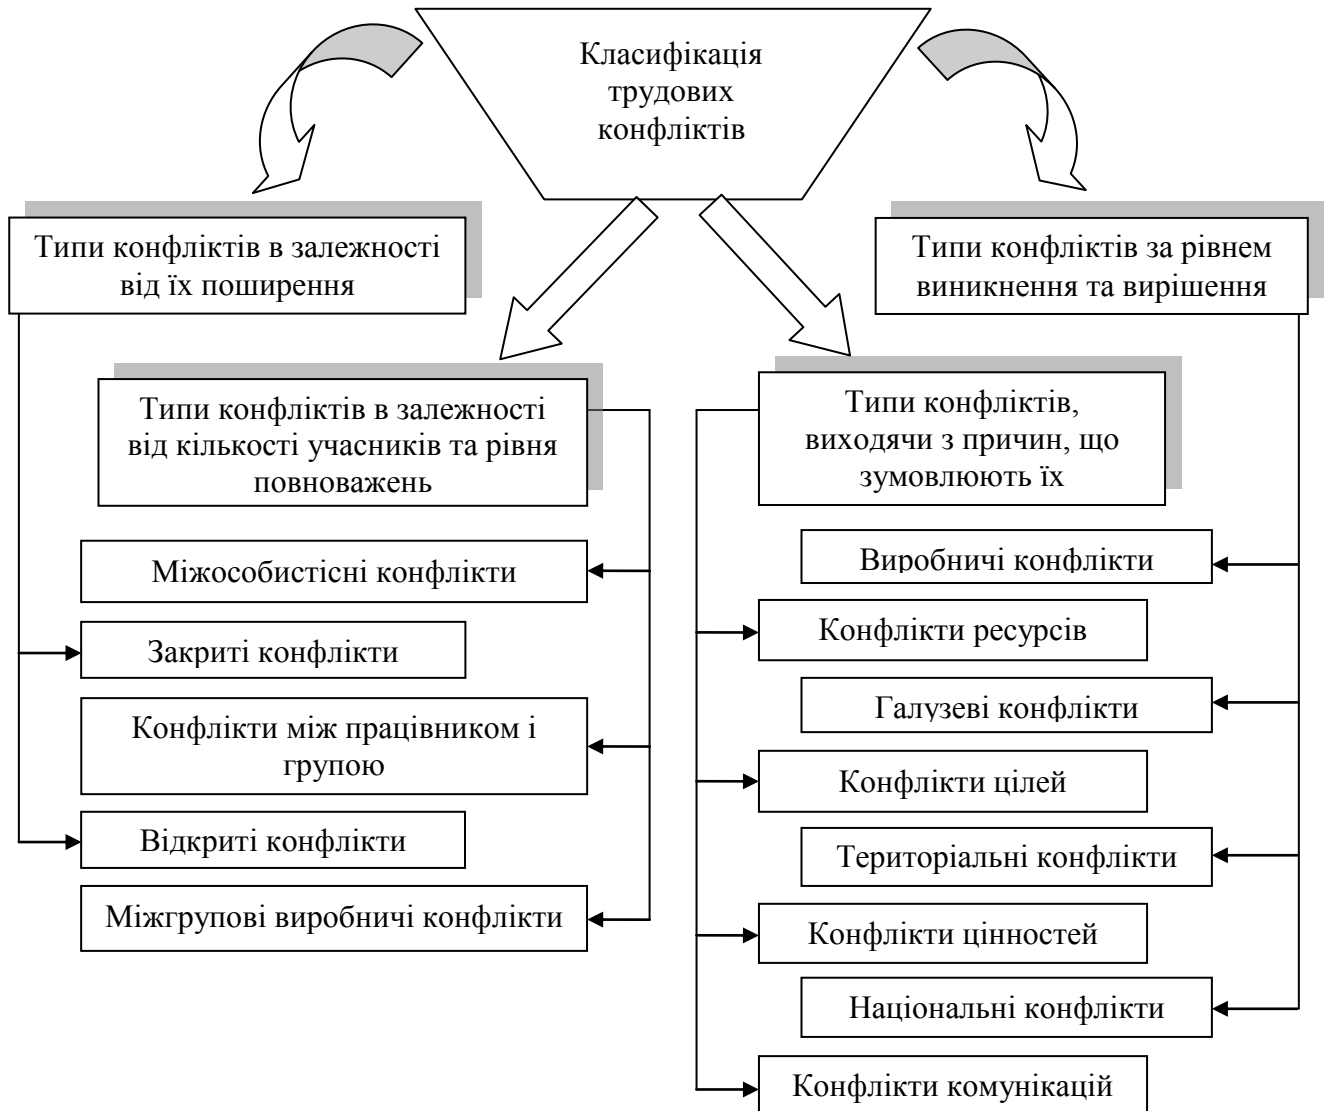 Класифікація
трудових
конфліктів
Типи конфліктів в залежності
від їх поширення
Типи конфліктів за рівнем
виникнення та вирішення
Типи конфліктів в залежності
від кількості учасників та рівня
повноважень
Типи конфліктів,
виходячи з причин, що
зумовлюють їх
Виробничі конфлікти
Міжособистісні конфлікти
Конфлікти ресурсів
Закриті конфлікти
Галузеві конфлікти
Конфлікти між працівником і
групою
Конфлікти цілей
Відкриті конфлікти
Територіальні конфлікти
Міжгрупові виробничі конфлікти
Конфлікти цінностей
Національні конфлікти
Конфлікти комунікацій